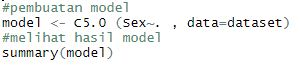 #pembuatan model
model <- C5.0 (Sex~. , data=dataset)
#melihat hasil model
summary(model)